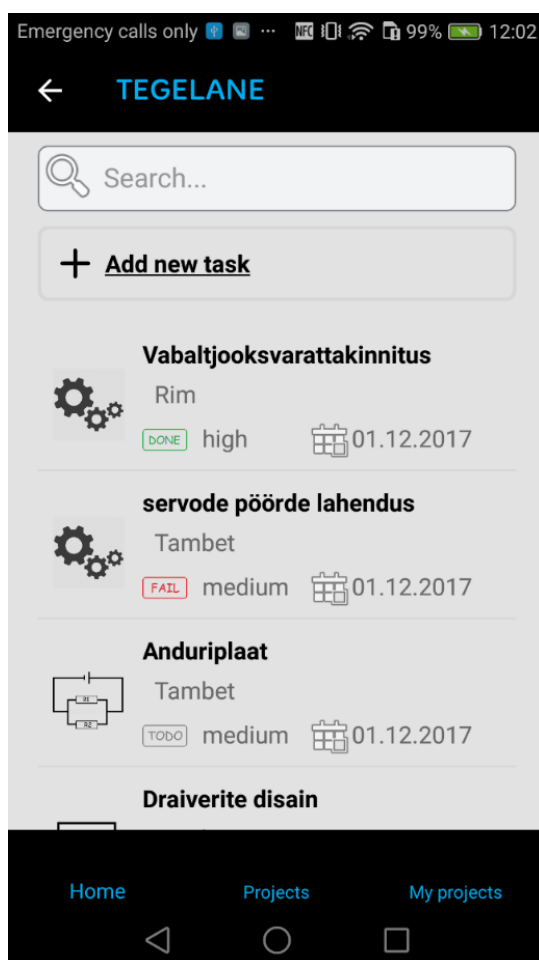 Emergency calls only ... NFC 99% 12:02
TEGELANE
Search...
Add new task
Vabaltjooksvarattakinnitus
Rim
DONE high 01.12.2017
servode pöörde lahendus
Tambet
FAIL medium 01.12.2017
Anduriplaat
Tambet
R1
R2
TODO medium 01.12.2017
Draiverite disain
Home Projects My projects